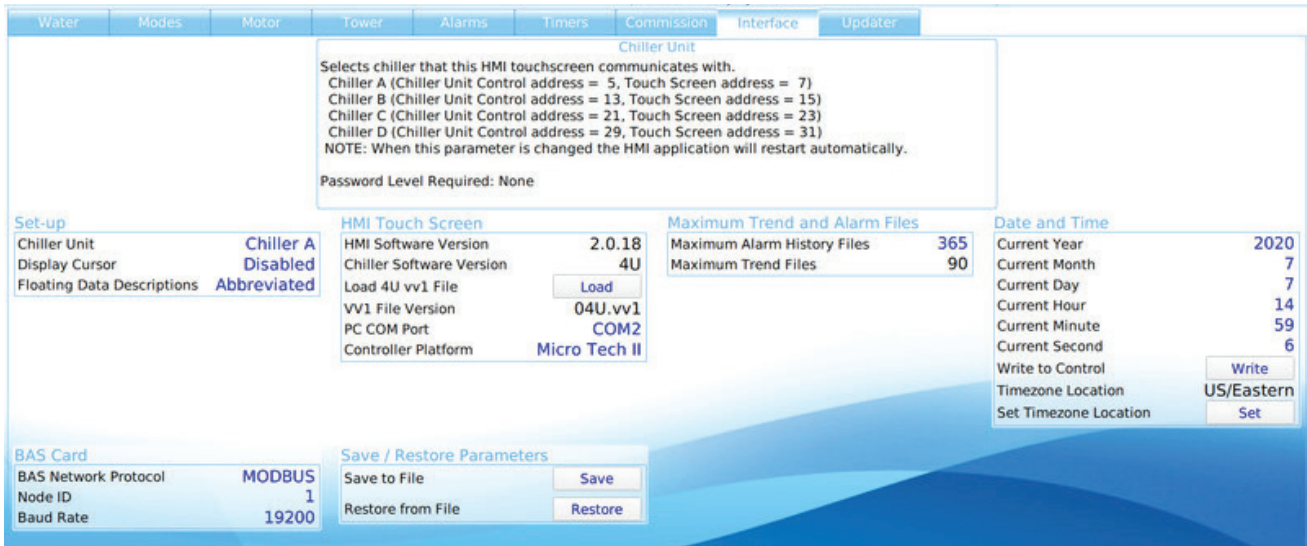 Water Modes Motor Tower Alarms Timers Commission Interface Updater
Chiller Unit
Selects chiller that this HMI touchscreen communicates with.
Chiller A (Chiller Unit Control address = 5, Touch Screen address = 7)
Chiller B (Chiller Unit Control address = 13, Touch Screen address = 15)
Chiller C (Chiller Unit Control address = 21, Touch Screen address = 23)
Chiller D (Chiller Unit Control address = 29, Touch Screen address = 31)
NOTE: When this parameter is changed the HMI application will restart automatically.
Password Level Required: None
Set-up
Chiller Unit Chiller A
Display Cursor Disabled
Floating Data Descriptions Abbreviated
HMI Touch Screen
HMI Software Version 2.0.18
Chiller Software Version 4U
Load 4U vv1 File Load
VV1 File Version 04U.vv1
PC COM Port COM2
Controller Platform Micro Tech II
Maximum Trend and Alarm Files
Maximum Alarm History Files 365
Maximum Trend Files 90
Date and Time
Current Year 2020
Current Month 7
Current Day 7
Current Hour 14
Current Minute 59
Current Second 6
Write to Control Write
Timezone Location US/Eastern
Set Timezone Location Set
BAS Card
BAS Network Protocol MODBUS
Node ID 1
Baud Rate 19200
Save / Restore Parameters
Save to File Save
Restore from File Restore